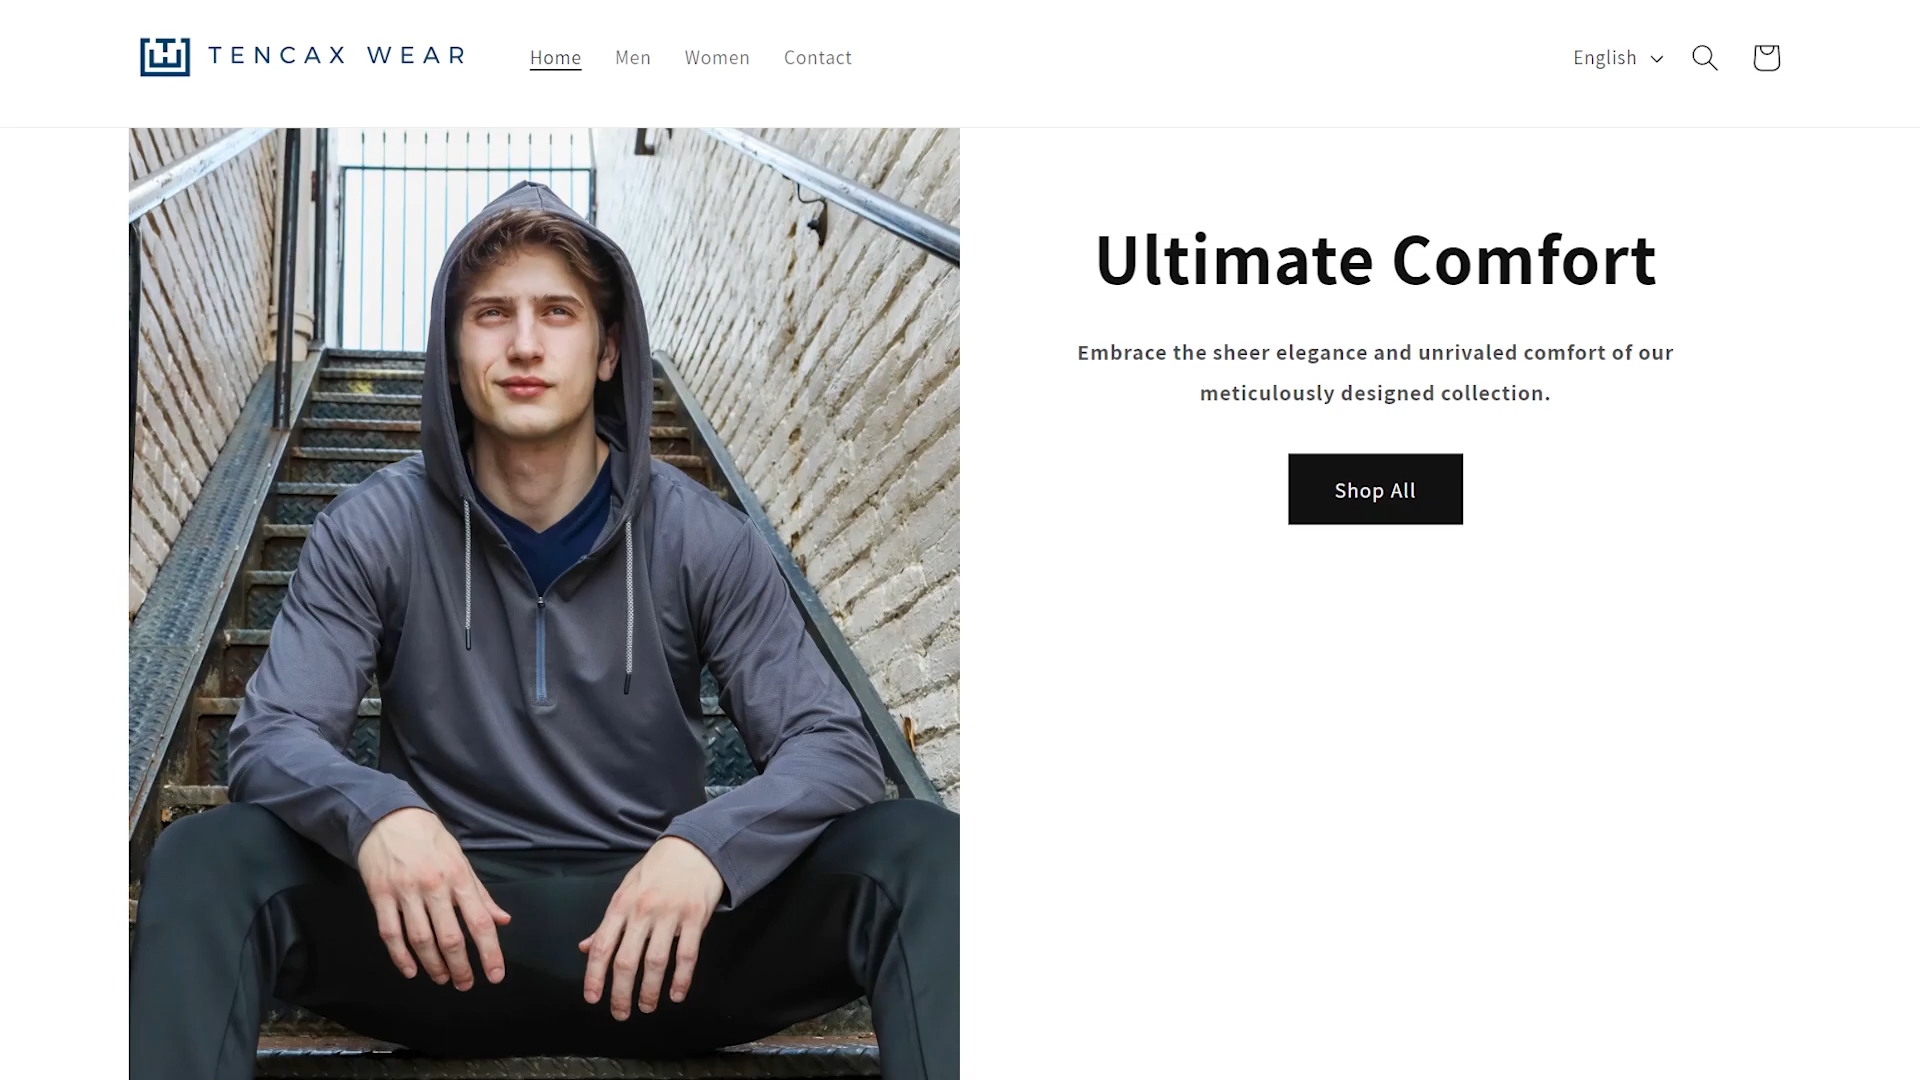 TENCAX WEAR
Home Men Women Contact
English
Ultimate Comfort
Embrace the sheer elegance and unrivaled comfort of our
meticulously designed collection.
Shop All